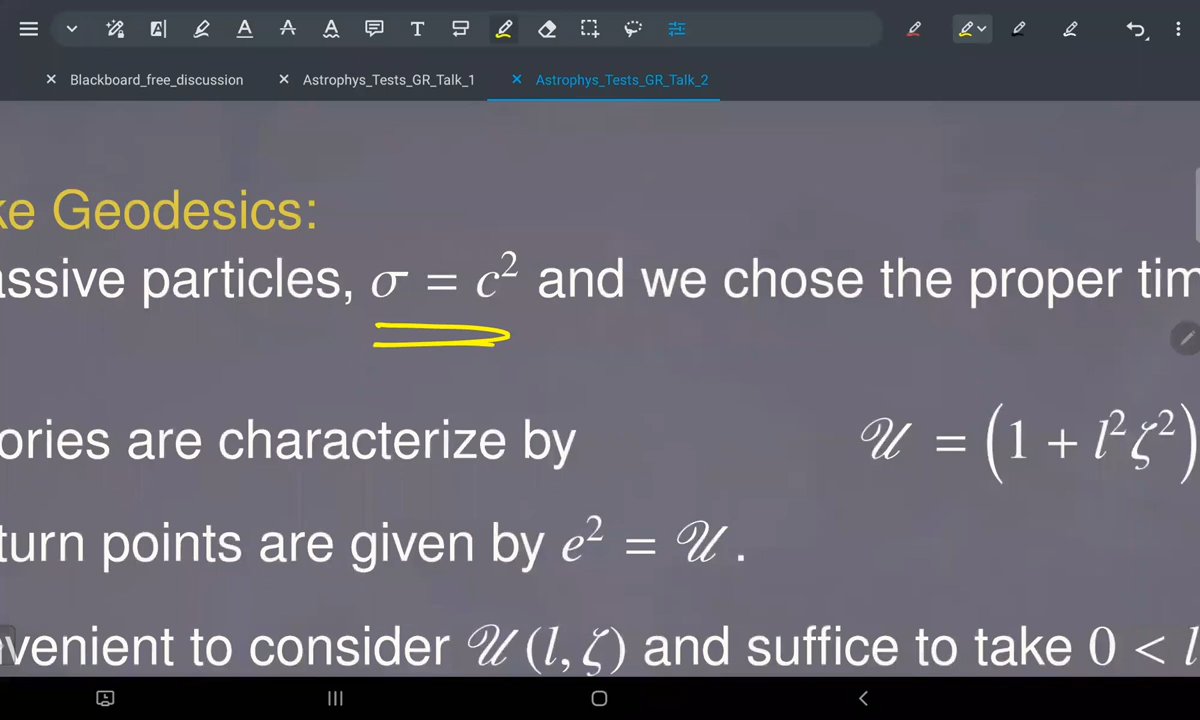 Blackboard_free_discussion Astrophys_Tests_GR_Talk_1 Astrophys_Tests_GR_Talk_2
ke Geodesics:
assive particles, σ = c² and we chose the proper tim
ories are characterize by 𝒰 = (1 + l²ζ²)
turn points are given by e² = 𝒰 .
venient to consider 𝒰 (l, ζ) and suffice to take 0 < l